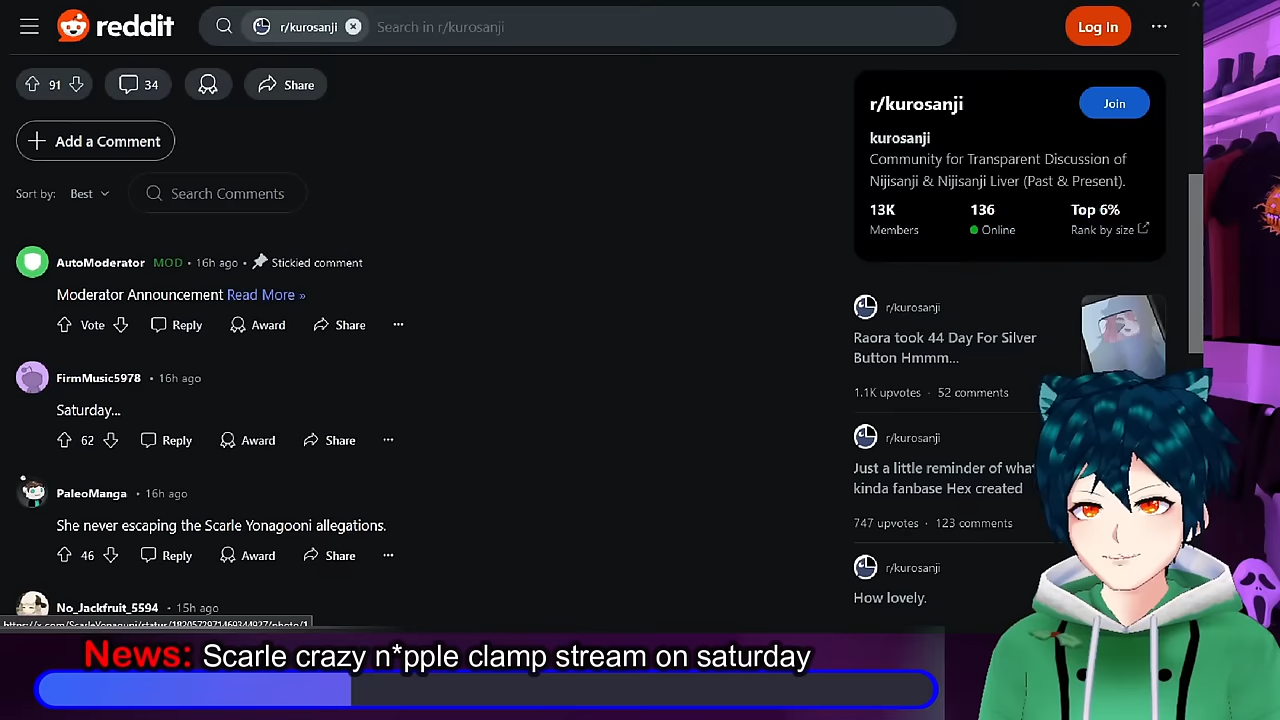 reddit
r/kurosanji
Search in r/kurosanji
Log In
91
34
Share
Add a Comment
Sort by: Best
Search Comments
AutoModerator MOD • 16h ago • Stickied comment
Moderator Announcement Read More »
Vote Reply Award Share
FirmMusic5978 • 16h ago
Saturday...
62 Reply Award Share
PaleoManga • 16h ago
She never escaping the Scarle Yonagooni allegations.
46 Reply Award Share
No_Jackfruit_5594 • 15h ago
r/kurosanji
Join
kurosanji
Community for Transparent Discussion of
Nijisanji & Nijisanji Liver (Past & Present).
13K 136 Top 6%
Members Online Rank by size
r/kurosanji
Raora took 44 Day For Silver
Button Hmmm...
1.1K upvotes · 52 comments
r/kurosanji
Just a little reminder of what
kinda fanbase Hex created
747 upvotes · 123 comments
r/kurosanji
How lovely.
News: Scarle crazy n*pple clamp stream on saturday